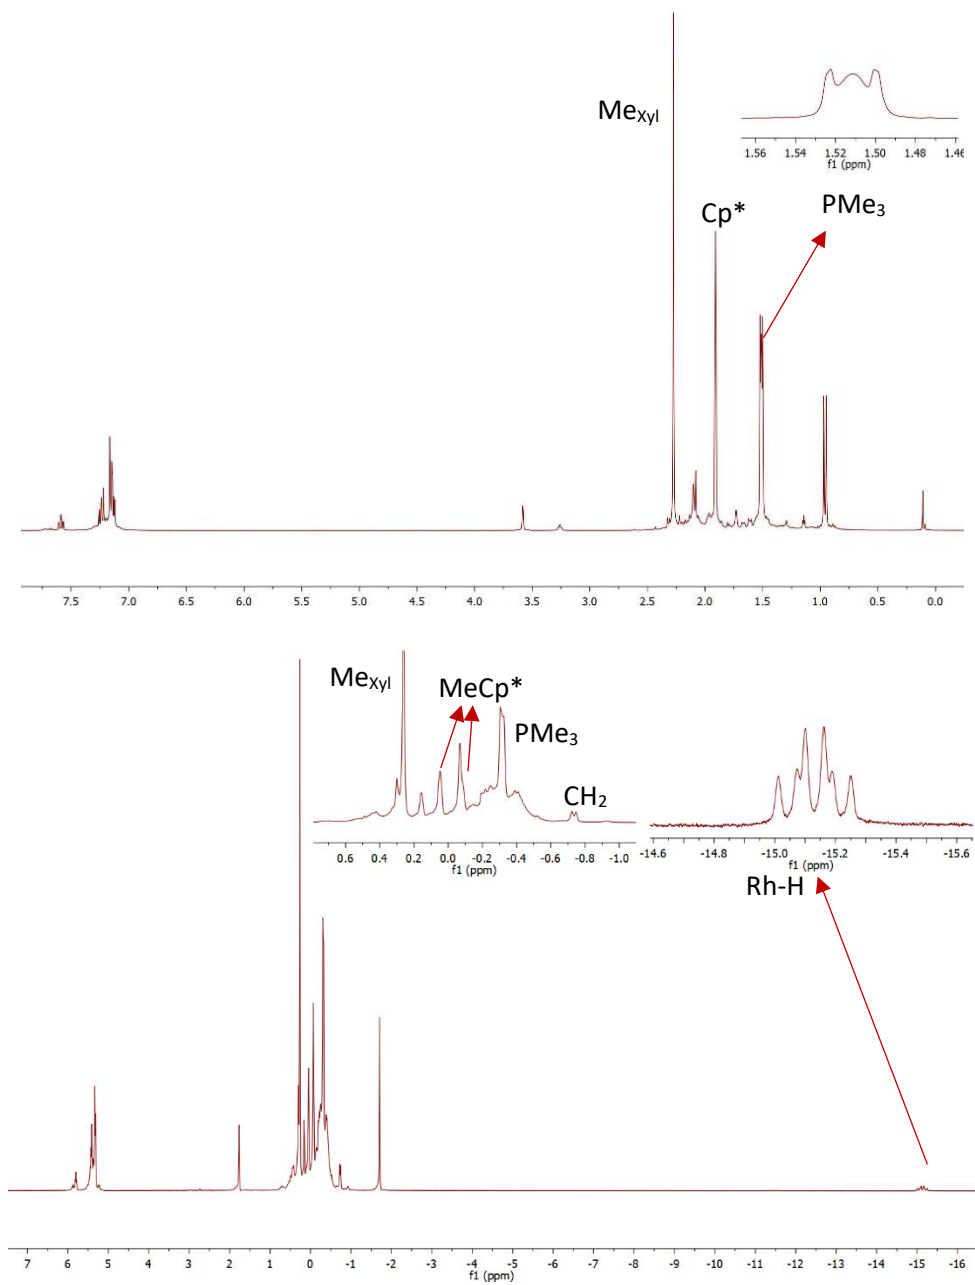 Me_Xyl
1.56 1.54 1.52 1.50 1.48 1.46
f1 (ppm)
Cp*
PMe₃
7.5 7.0 6.5 6.0 5.5 5.0 4.5 4.0 3.5 3.0 2.5 2.0 1.5 1.0 0.5 0.0
Me_Xyl
MeCp*
PMe₃
CH₂
0.6 0.4 0.2 0.0 -0.2 -0.4 -0.6 -0.8 -1.0
f1 (ppm)
-14.6 -14.8 -15.0 -15.2 -15.4 -15.6
f1 (ppm)
Rh-H
7 6 5 4 3 2 1 0 -1 -2 -3 -4 -5 -6 -7 -8 -9 -10 -11 -12 -13 -14 -15 -16
f1 (ppm)